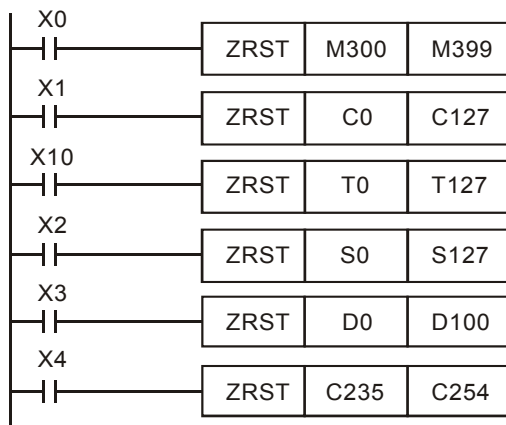 X0
ZRST M300 M399
X1
ZRST C0 C127
X10
ZRST T0 T127
X2
ZRST S0 S127
X3
ZRST D0 D100
X4
ZRST C235 C254